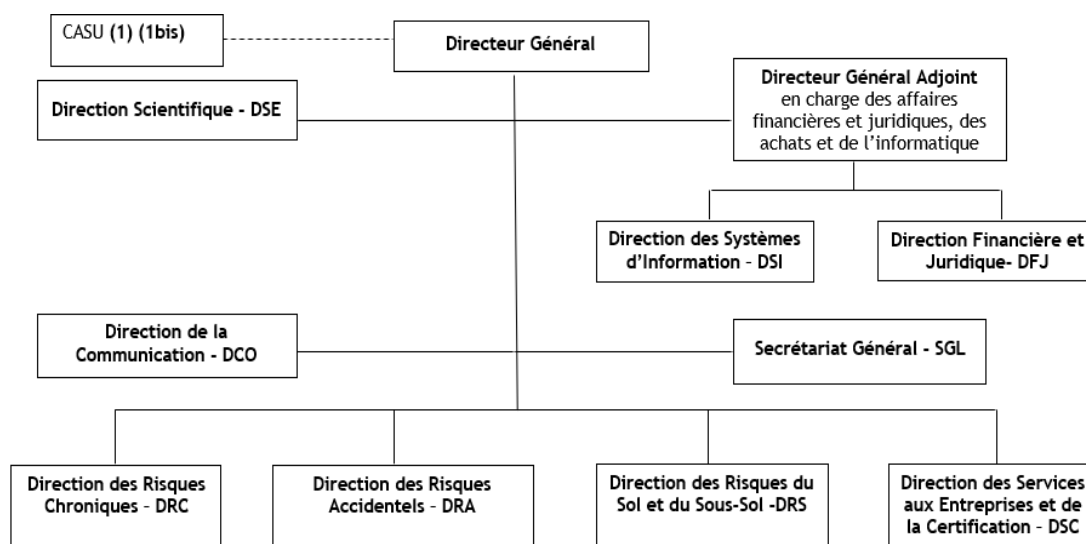 CASU (1) (1bis)
Directeur Général
Direction Scientifique - DSE
Directeur Général Adjoint
en charge des affaires
financières et juridiques, des
achats et de l’informatique
Direction des Systèmes
d’Information – DSI
Direction Financière et
Juridique- DFJ
Direction de la
Communication - DCO
Secrétariat Général - SGL
Direction des Risques
Chroniques – DRC
Direction des Risques
Accidentels – DRA
Direction des Risques du
Sol et du Sous-Sol -DRS
Direction des Services
aux Entreprises et de
la Certification – DSC